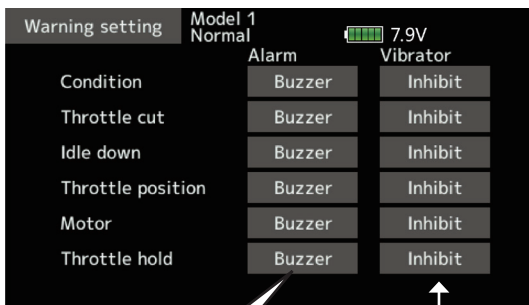 Warning setting Model 1
Normal 7.9V
Alarm Vibrator
Condition Buzzer Inhibit
Throttle cut Buzzer Inhibit
Idle down Buzzer Inhibit
Throttle position Buzzer Inhibit
Motor Buzzer Inhibit
Throttle hold Buzzer Inhibit